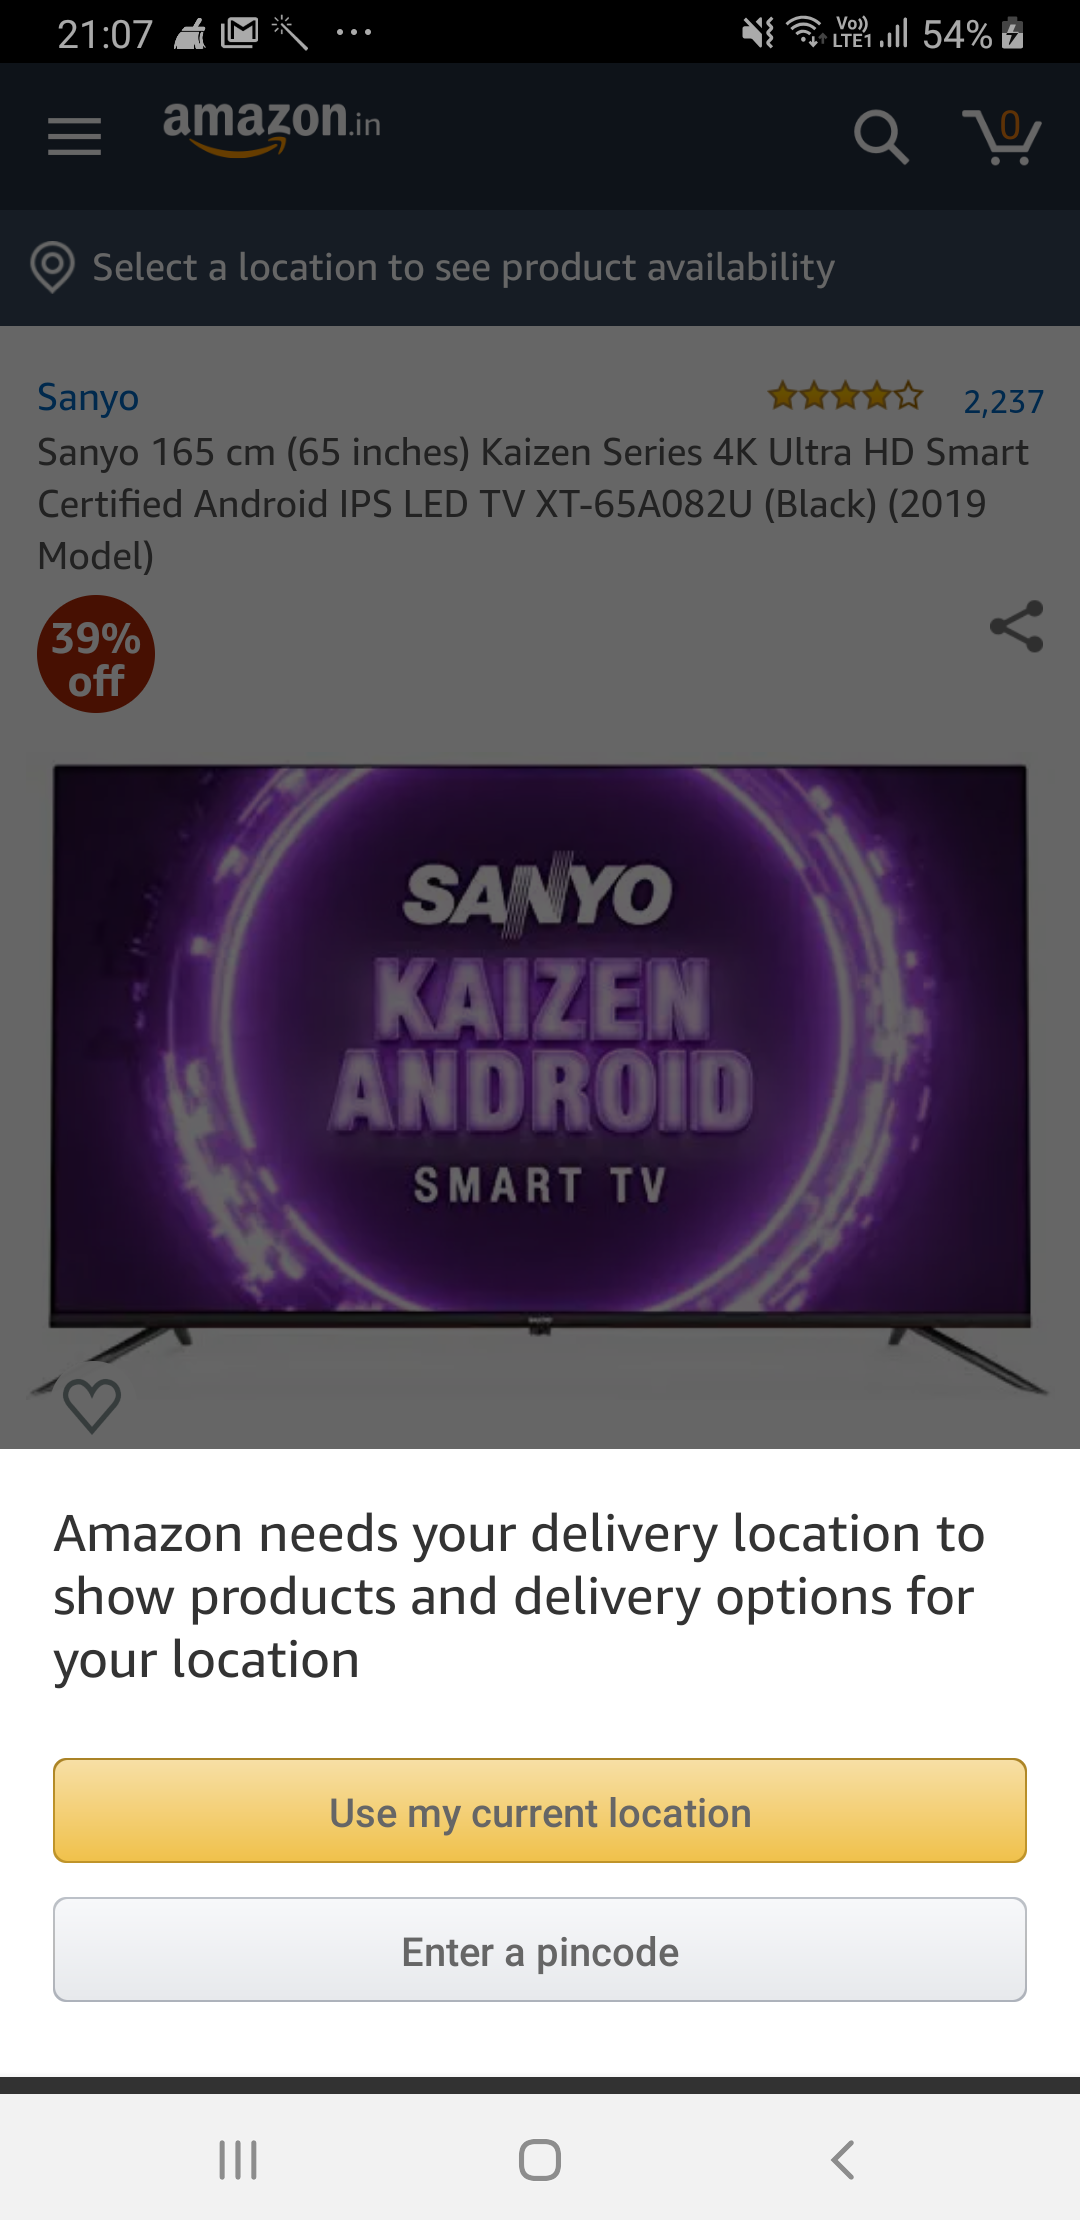 21:07
Vo))
LTE1
54%
amazon.in
0
Select a location to see product availability
Sanyo
2,237
Sanyo 165 cm (65 inches) Kaizen Series 4K Ultra HD Smart
Certified Android IPS LED TV XT-65A082U (Black) (2019
Model)
39%
off
SANYO
KAIZEN
ANDROID
SMART TV
Amazon needs your delivery location to
show products and delivery options for
your location
Use my current location
Enter a pincode